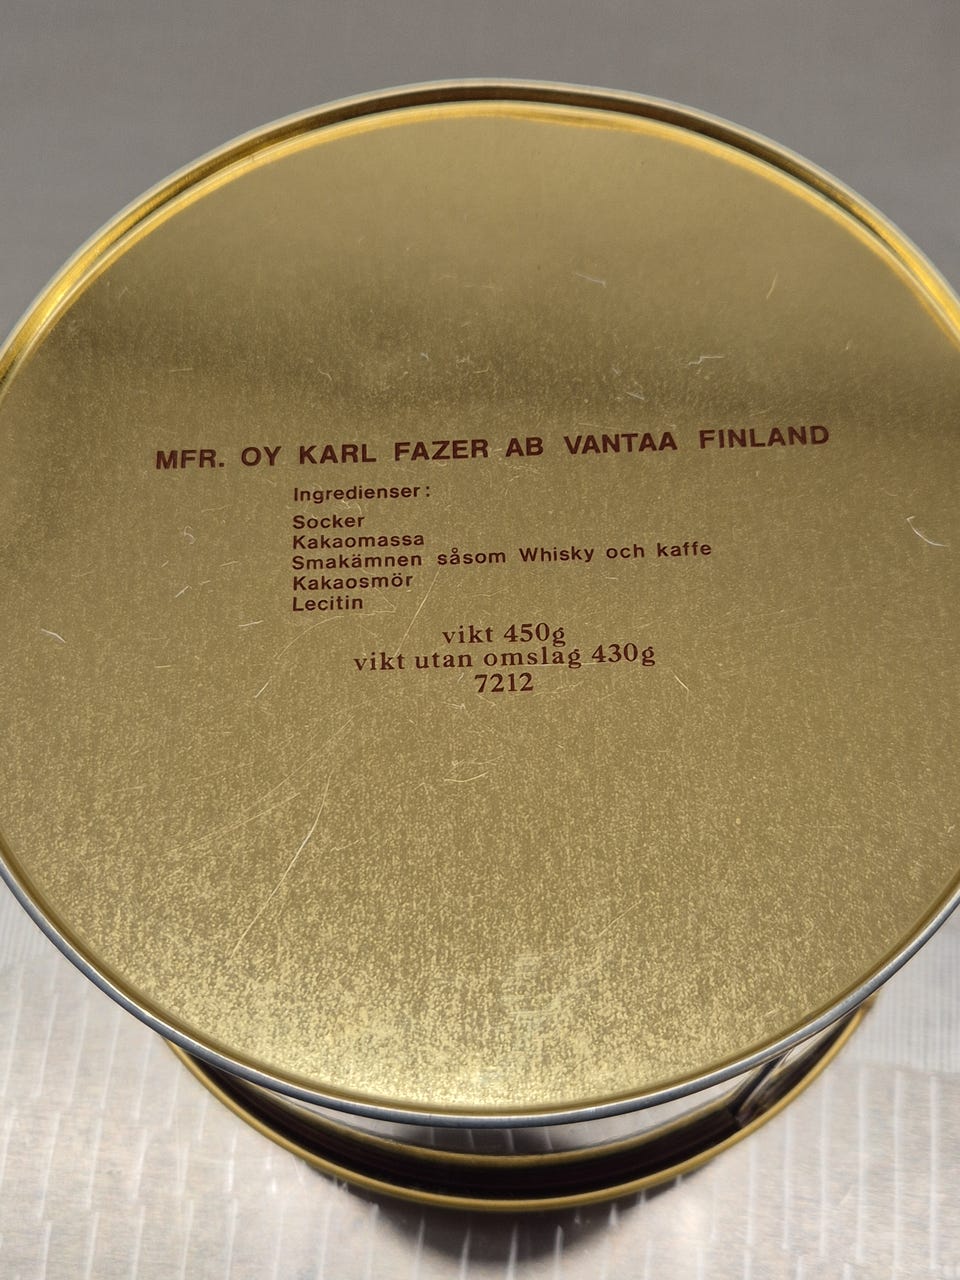 MFR. OY KARL FAZER AB VANTAA FINLAND
Ingredienser:
Socker
Kakaomassa
Smakämnen såsom Whisky och kaffe
Kakaosmör
Lecitin
vikt 450g
vikt utan omslag 430g
7212